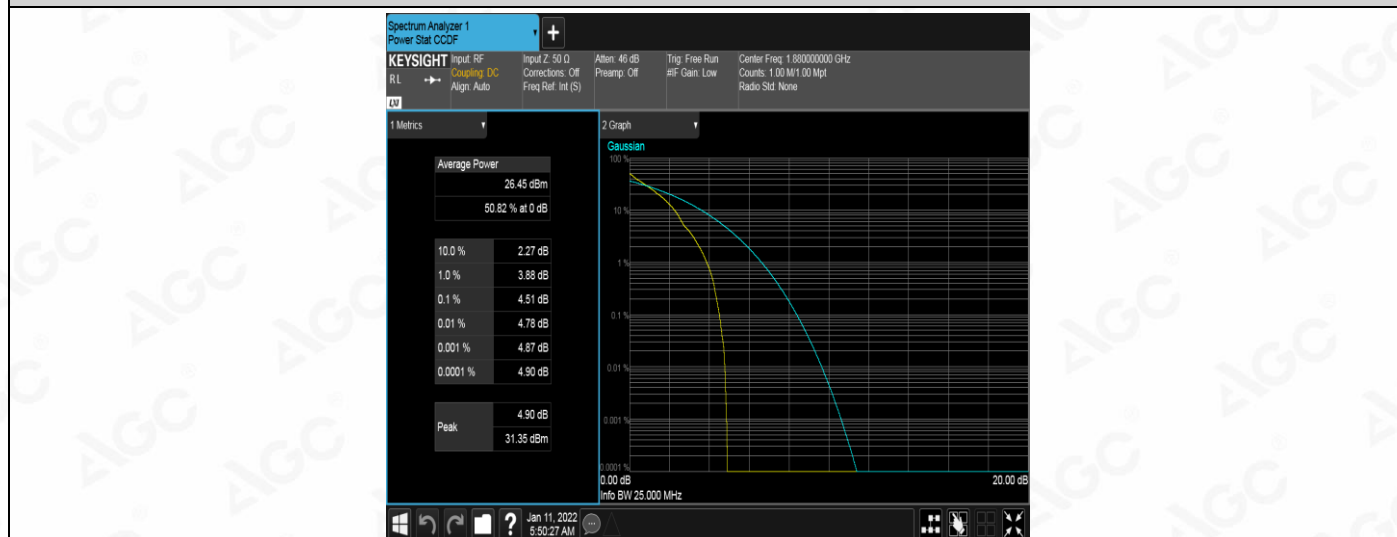 Spectrum Analyzer 1
Power Stat CCDF
+
KEYSIGHT
RL
LXI
Input: RF
Coupling: DC
Align: Auto
Input Z: 50 Ω
Corrections: Off
Freq Ref: Int (S)
Atten: 46 dB
Preamp: Off
Trig: Free Run
#IF Gain: Low
Center Freq: 1.880000000 GHz
Counts: 1.00 M/1.00 Mpt
Radio Std: None
1 Metrics
Average Power
26.45 dBm
50.82 % at 0 dB
10.0 % 2.27 dB
1.0 % 3.88 dB
0.1 % 4.51 dB
0.01 % 4.78 dB
0.001 % 4.87 dB
0.0001 % 4.90 dB
Peak
4.90 dB
31.35 dBm
2 Graph
Gaussian
100 %
10 %
1 %
0.1 %
0.01 %
0.001 %
0.0001 %
0.00 dB 20.00 dB
Info BW 25.000 MHz
?
Jan 11, 2022
5:50:27 AM
AGC